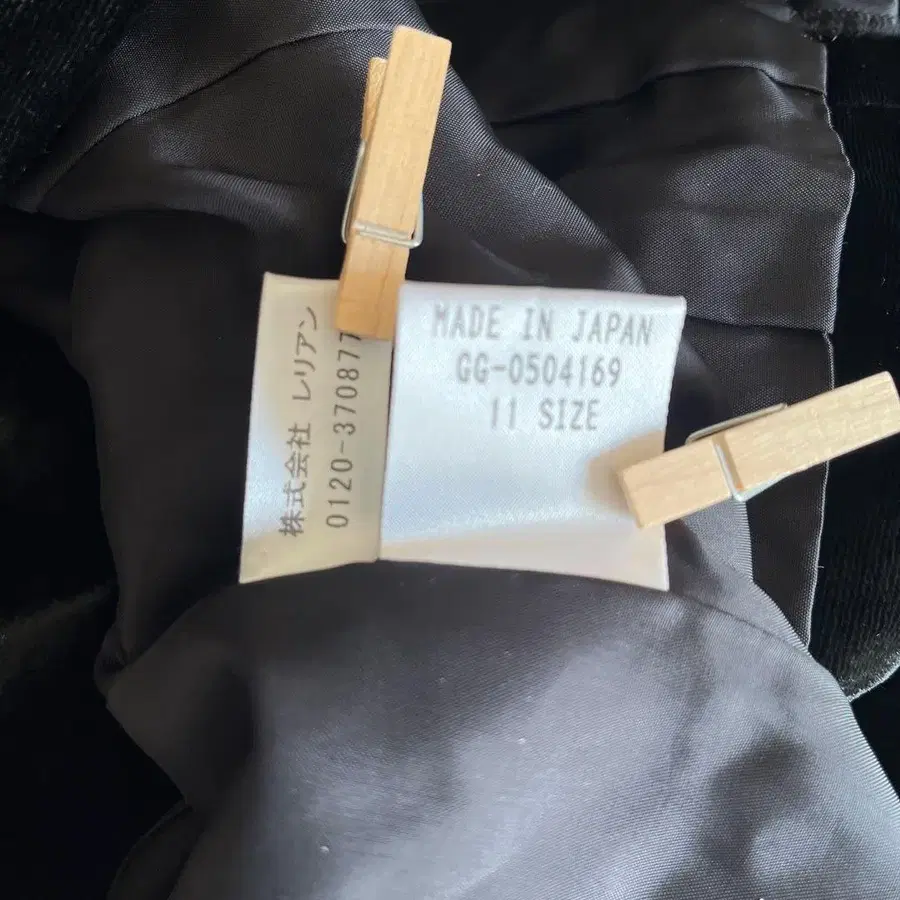 株式会社 レリアン
0120-370877
MADE IN JAPAN
GG-0504169
11 SIZE